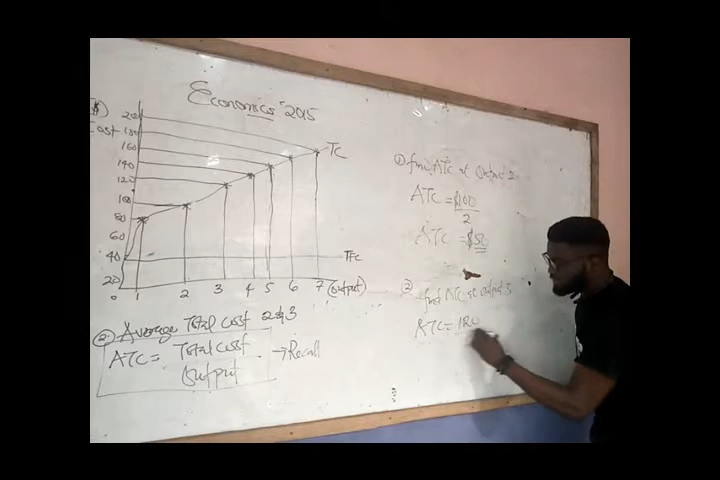 Economics 2015
($)
Cost
200
180
160
140
120
100
80
60
40
20
0 1 2 3 4 5 6 7 (output)
TC
TFC
② Average Total Cost 2 & 3
ATC = Total Cost
Output
→ Recall
① find ATC at Output 2
ATC = $100
2
ATC = $50
② find ATC at output 3
ATC = 120